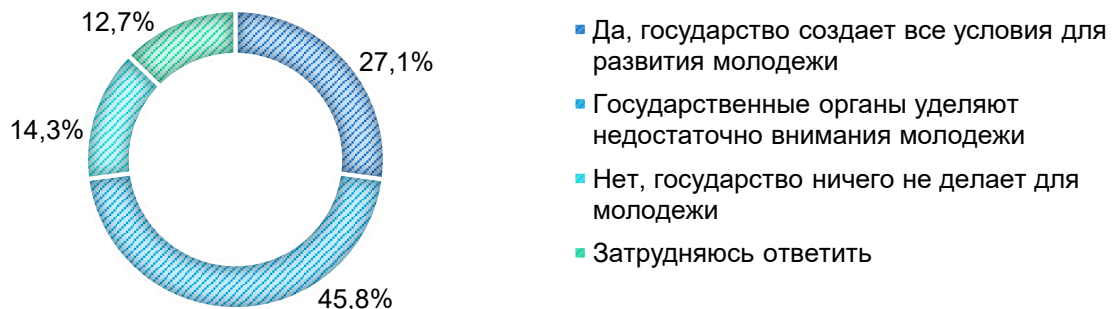 12,7%
27,1%
14,3%
45,8%
Да, государство создает все условия для
развития молодежи
Государственные органы уделяют
недостаточно внимания молодежи
Нет, государство ничего не делает для
молодежи
Затрудняюсь ответить